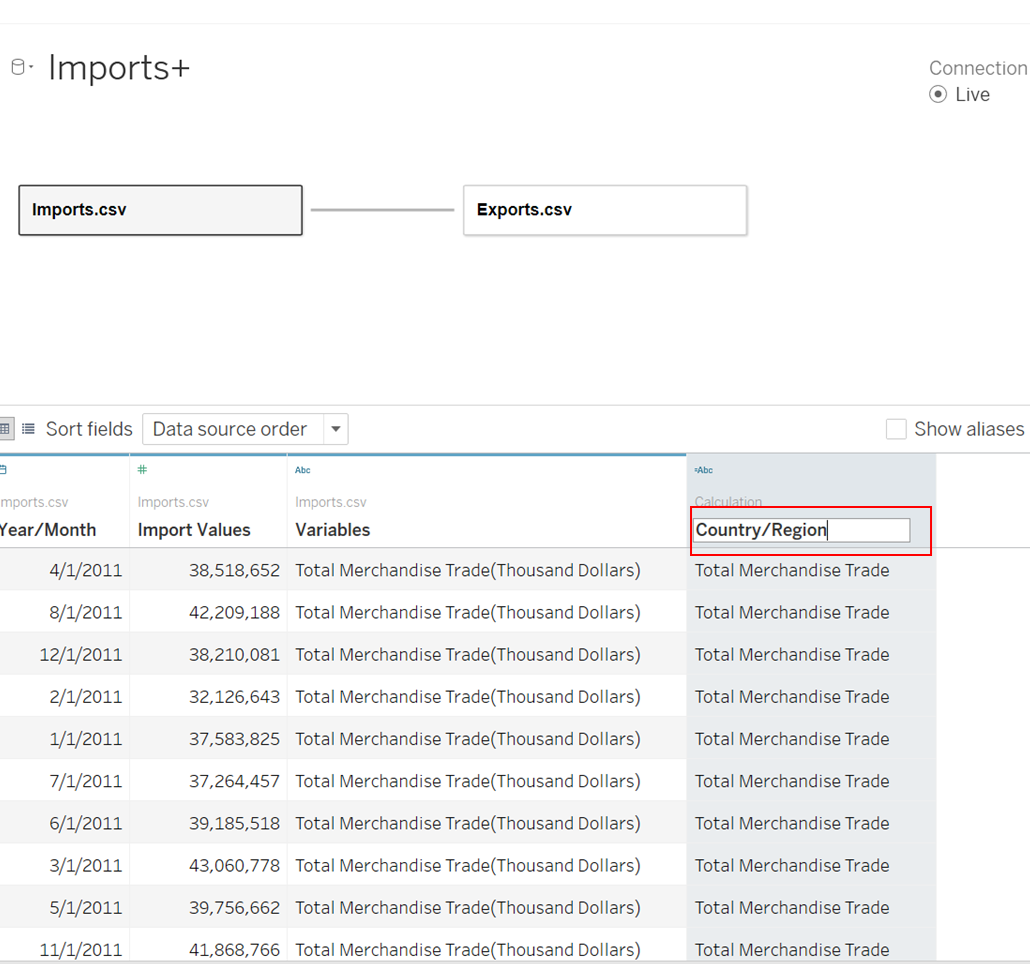 Imports+
Connection
Live
Imports.csv
Exports.csv
Sort fields Data source order Show aliases
# Abc =Abc
mports.csv Imports.csv Imports.csv Calculation
Year/Month Import Values Variables Country/Region
4/1/2011 38,518,652 Total Merchandise Trade(Thousand Dollars) Total Merchandise Trade
8/1/2011 42,209,188 Total Merchandise Trade(Thousand Dollars) Total Merchandise Trade
12/1/2011 38,210,081 Total Merchandise Trade(Thousand Dollars) Total Merchandise Trade
2/1/2011 32,126,643 Total Merchandise Trade(Thousand Dollars) Total Merchandise Trade
1/1/2011 37,583,825 Total Merchandise Trade(Thousand Dollars) Total Merchandise Trade
7/1/2011 37,264,457 Total Merchandise Trade(Thousand Dollars) Total Merchandise Trade
6/1/2011 39,185,518 Total Merchandise Trade(Thousand Dollars) Total Merchandise Trade
3/1/2011 43,060,778 Total Merchandise Trade(Thousand Dollars) Total Merchandise Trade
5/1/2011 39,756,662 Total Merchandise Trade(Thousand Dollars) Total Merchandise Trade
11/1/2011 41,868,766 Total Merchandise Trade(Thousand Dollars) Total Merchandise Trade